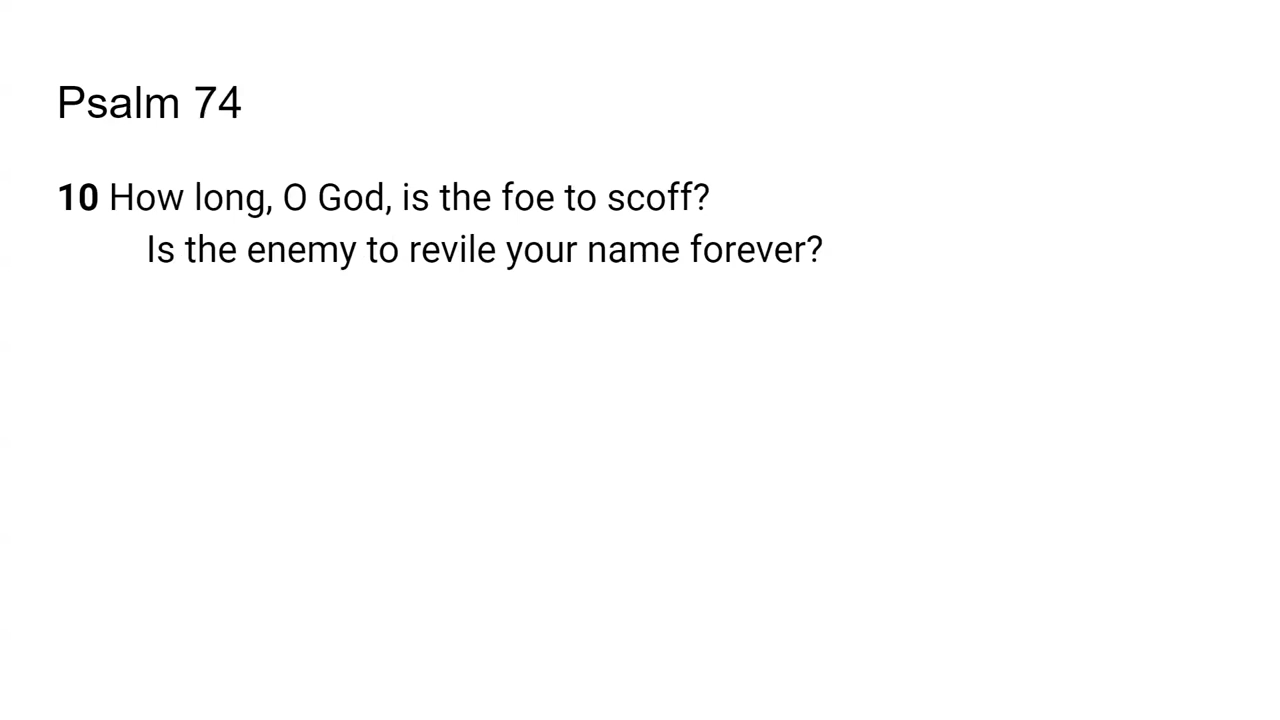 Psalm 74
10 How long, O God, is the foe to scoff?
Is the enemy to revile your name forever?